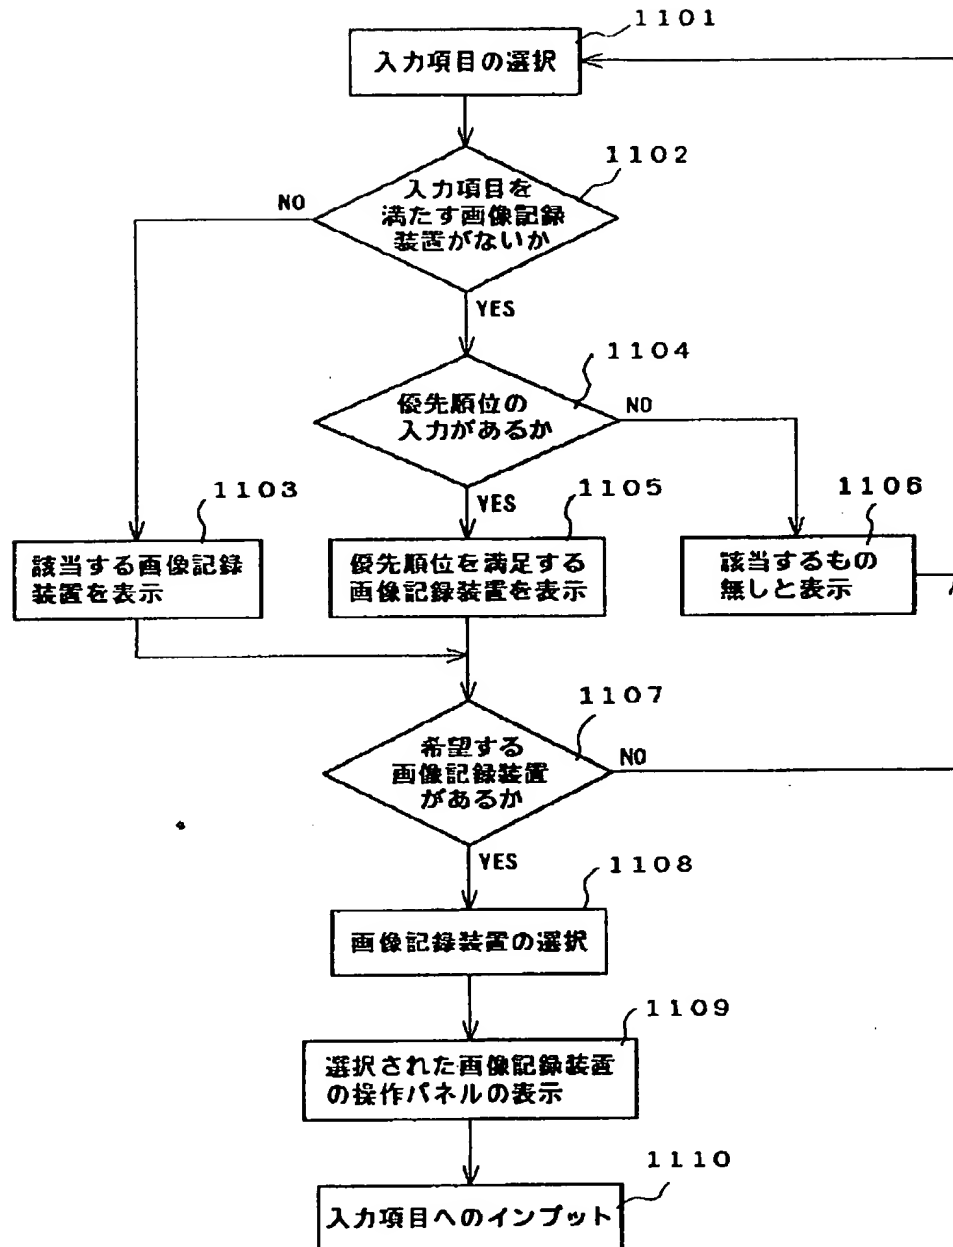 1101
入力項目の選択
1102
入力項目を
満たす画像記録
装置がないか
NO
YES
1104
優先順位の
入力があるか
NO
YES
1103
該当する画像記録
装置を表示
1105
優先順位を満足する
画像記録装置を表示
1106
該当するもの
無しと表示
1107
希望する
画像記録装置
があるか
NO
YES
1108
画像記録装置の選択
1109
選択された画像記録装置
の操作パネルの表示
1110
入力項目へのインプット